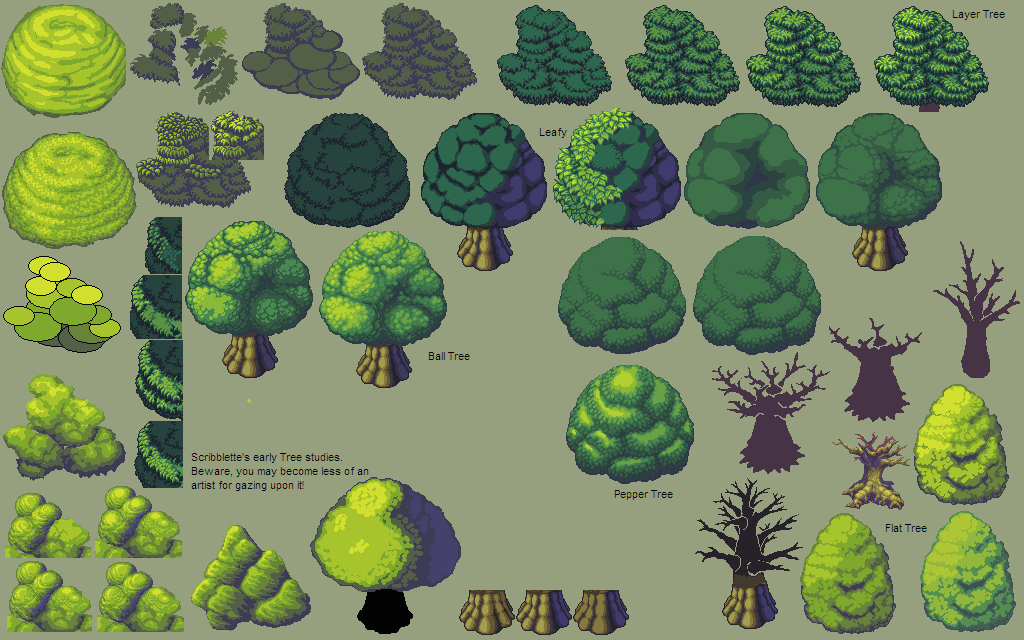 Layer Tree
Leafy
Ball Tree
Scribblette's early Tree studies.
Beware, you may become less of an
artist for gazing upon it!
Pepper Tree
Flat Tree